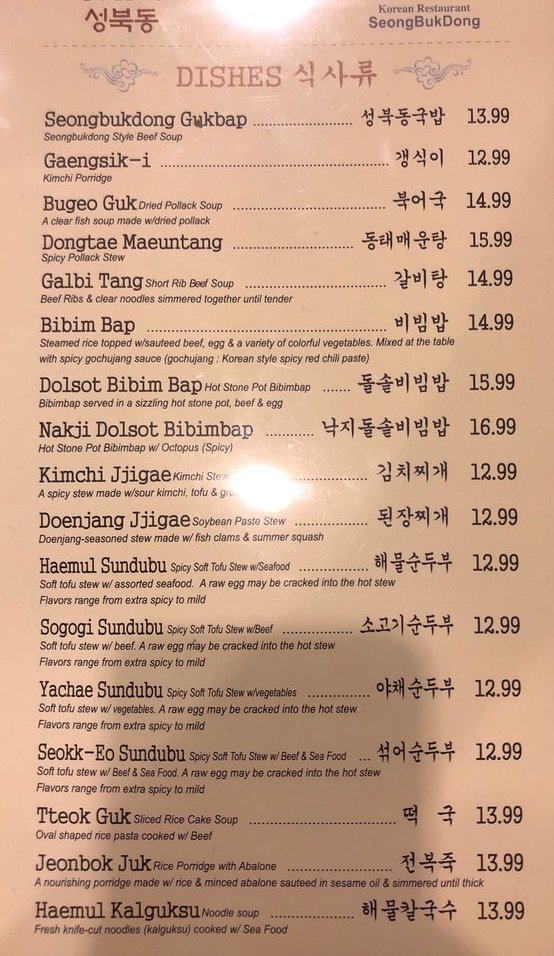 성북동
Korean Restaurant
SeongBukDong
DISHES 식사류
Seongbukdong Gukbap 성북동국밥 13.99
Seongbukdong Style Beef Soup
Gaengsik-i 갱식이 12.99
Kimchi Porridge
Bugeo Guk Dried Pollack Soup 북어국 14.99
A clear fish soup made w/dried pollack
Dongtae Maeuntang 동태매운탕 15.99
Spicy Pollack Stew
Galbi Tang Short Rib Beef Soup 갈비탕 14.99
Beef Ribs & clear noodles simmered together until tender
Bibim Bap 비빔밥 14.99
Steamed rice topped w/sauteed beef, egg & a variety of colorful vegetables. Mixed at the table
with spicy gochujang sauce (gochujang : Korean style spicy red chili paste)
Dolsot Bibim Bap Hot Stone Pot Bibimbap 돌솥비빔밥 15.99
Bibimbap served in a sizzling hot stone pot, beef & egg
Nakji Dolsot Bibimbap 낙지돌솥비빔밥 16.99
Hot Stone Pot Bibimbap w/ Octopus (Spicy)
Kimchi Jjigae Kimchi Stew 김치찌개 12.99
A spicy stew made w/sour kimchi, tofu &
Doenjang Jjigae Soybean Paste Stew 된장찌개 12.99
Doenjang-seasoned stew made w/ fish clams & summer squash
Haemul Sundubu Spicy Soft Tofu Stew w/Seafood 해물순두부 12.99
Soft tofu stew w/ assorted seafood. A raw egg may be cracked into the hot stew
Flavors range from extra spicy to mild
Sogogi Sundubu Spicy Soft Tofu Stew w/Beef 소고기순두부 12.99
Soft tofu stew w/ beef. A raw egg may be cracked into the hot stew
Flavors range from extra spicy to mild
Yachae Sundubu Spicy Soft Tofu Stew w/vegetables 야채순두부 12.99
Soft tofu stew w/ vegetables. A raw egg may be cracked into the hot stew
Flavors range from extra spicy to mild
Seokk-Eo Sundubu Spicy Soft Tofu Stew w/ Beef & Sea Food 섞어순두부 12.99
Soft tofu stew w/ Beef & Sea Food. A raw egg may be cracked into the hot stew
Flavors range from extra spicy to mild
Tteok Guk Sliced Rice Cake Soup 떡 국 13.99
Oval shaped rice pasta cooked w/ Beef
Jeonbok Juk Rice Porridge with Abalone 전복죽 13.99
A nourishing porridge made w/ rice & minced abalone sauteed in sesame oil & simmered until thick
Haemul Kalguksu Noodle soup 해물칼국수 13.99
Fresh knife-cut noodles (kalguksu) cooked w/ Sea Food